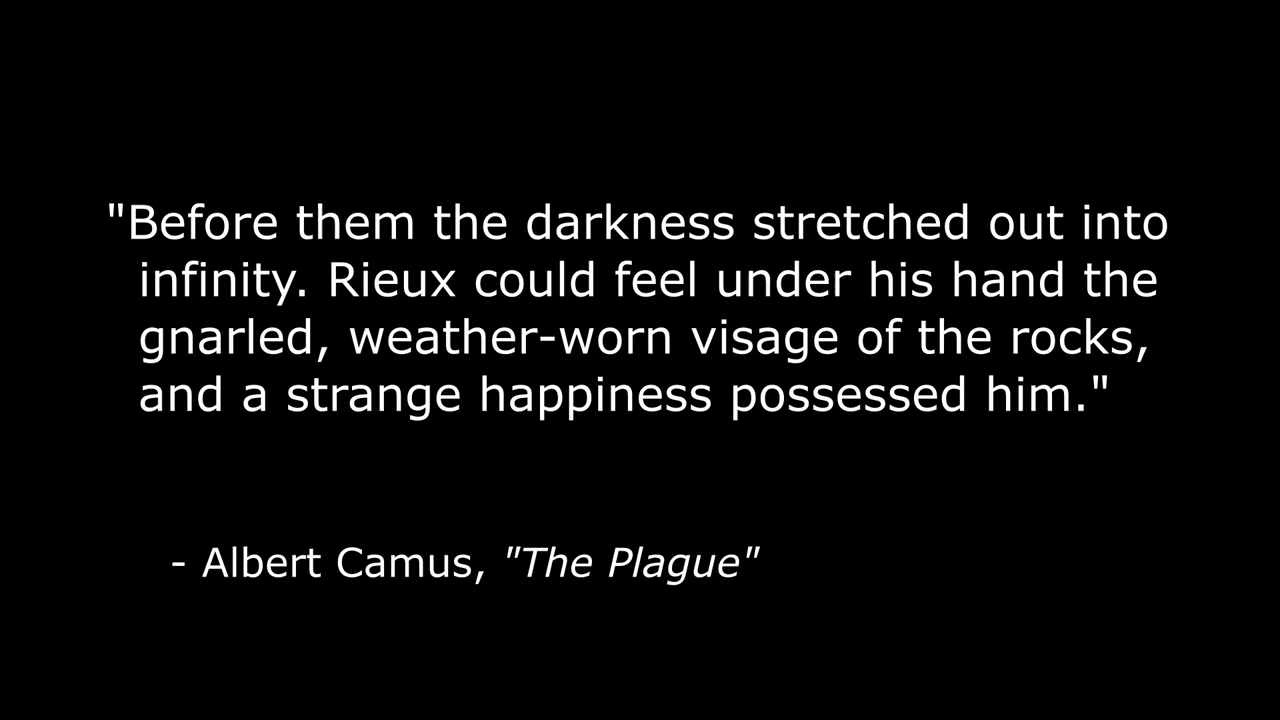 "Before them the darkness stretched out into
infinity. Rieux could feel under his hand the
gnarled, weather-worn visage of the rocks,
and a strange happiness possessed him."
- Albert Camus, "The Plague"